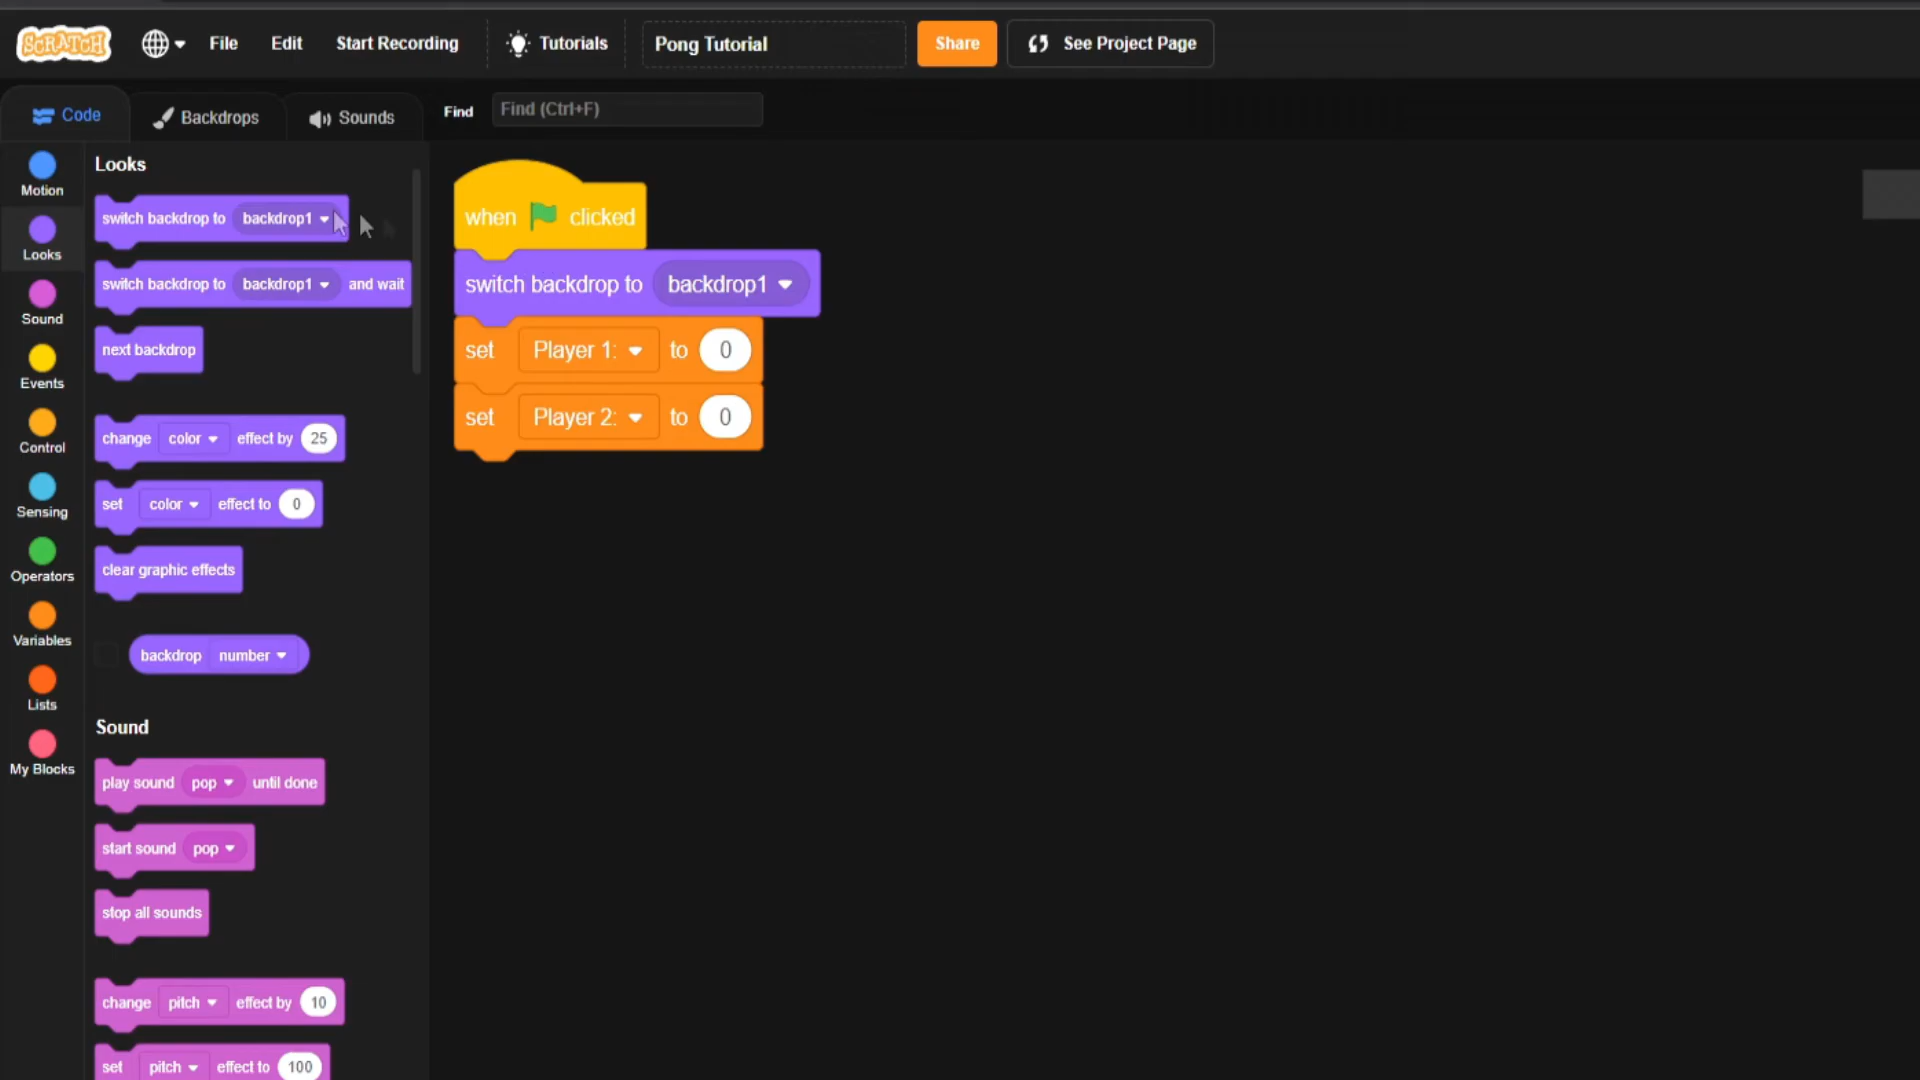 SCRATCH File Edit Start Recording Tutorials Pong Tutorial Share See Project Page
Code Backdrops Sounds Find Find (Ctrl+F)
Motion
Looks
Sound
Events
Control
Sensing
Operators
Variables
Lists
My Blocks
Looks
switch backdrop to backdrop1
switch backdrop to backdrop1 and wait
next backdrop
change color effect by 25
set color effect to 0
clear graphic effects
backdrop number
Sound
play sound pop until done
start sound pop
stop all sounds
change pitch effect by 10
set pitch effect to 100
when clicked
switch backdrop to backdrop1
set Player 1: to 0
set Player 2: to 0